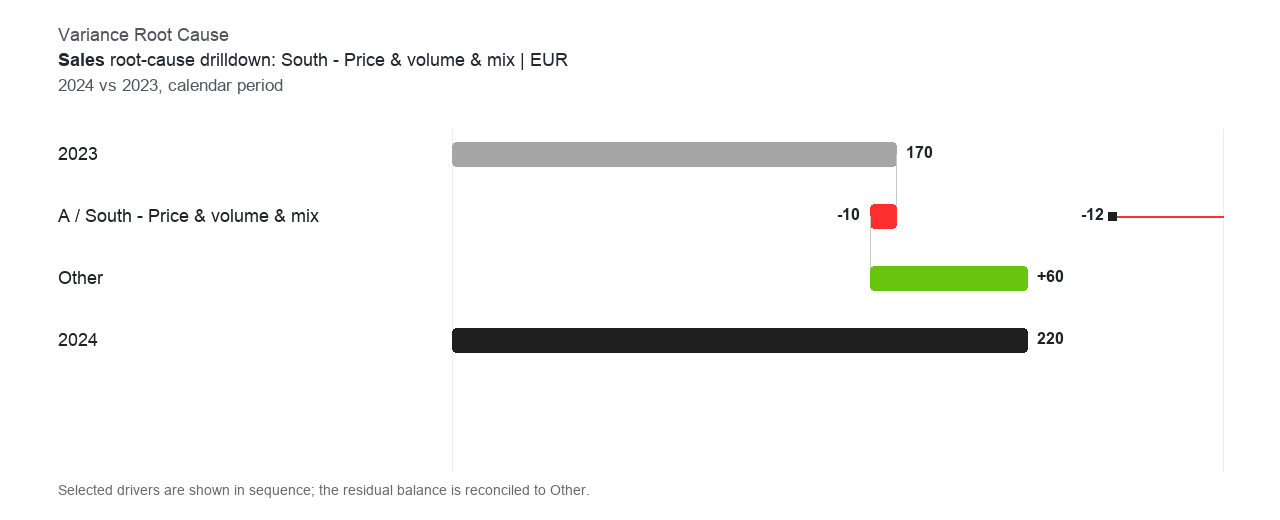 Variance Root Cause
Sales root-cause drilldown: South - Price & volume & mix | EUR
2024 vs 2023, calendar period
2023 170
A / South - Price & volume & mix -10 -12
Other +60
2024 220
Selected drivers are shown in sequence; the residual balance is reconciled to Other.